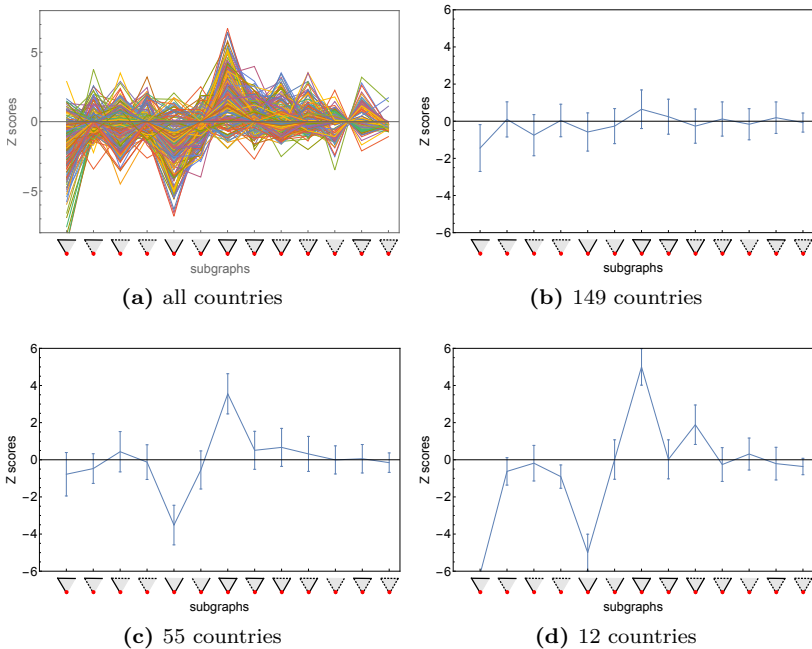 Z scores
5
0
-5
subgraphs
(a) all countries
Z scores
6
4
2
0
-2
-4
-6
subgraphs
(b) 149 countries
Z scores
6
4
2
0
-2
-4
-6
subgraphs
(c) 55 countries
Z scores
6
4
2
0
-2
-4
-6
subgraphs
(d) 12 countries